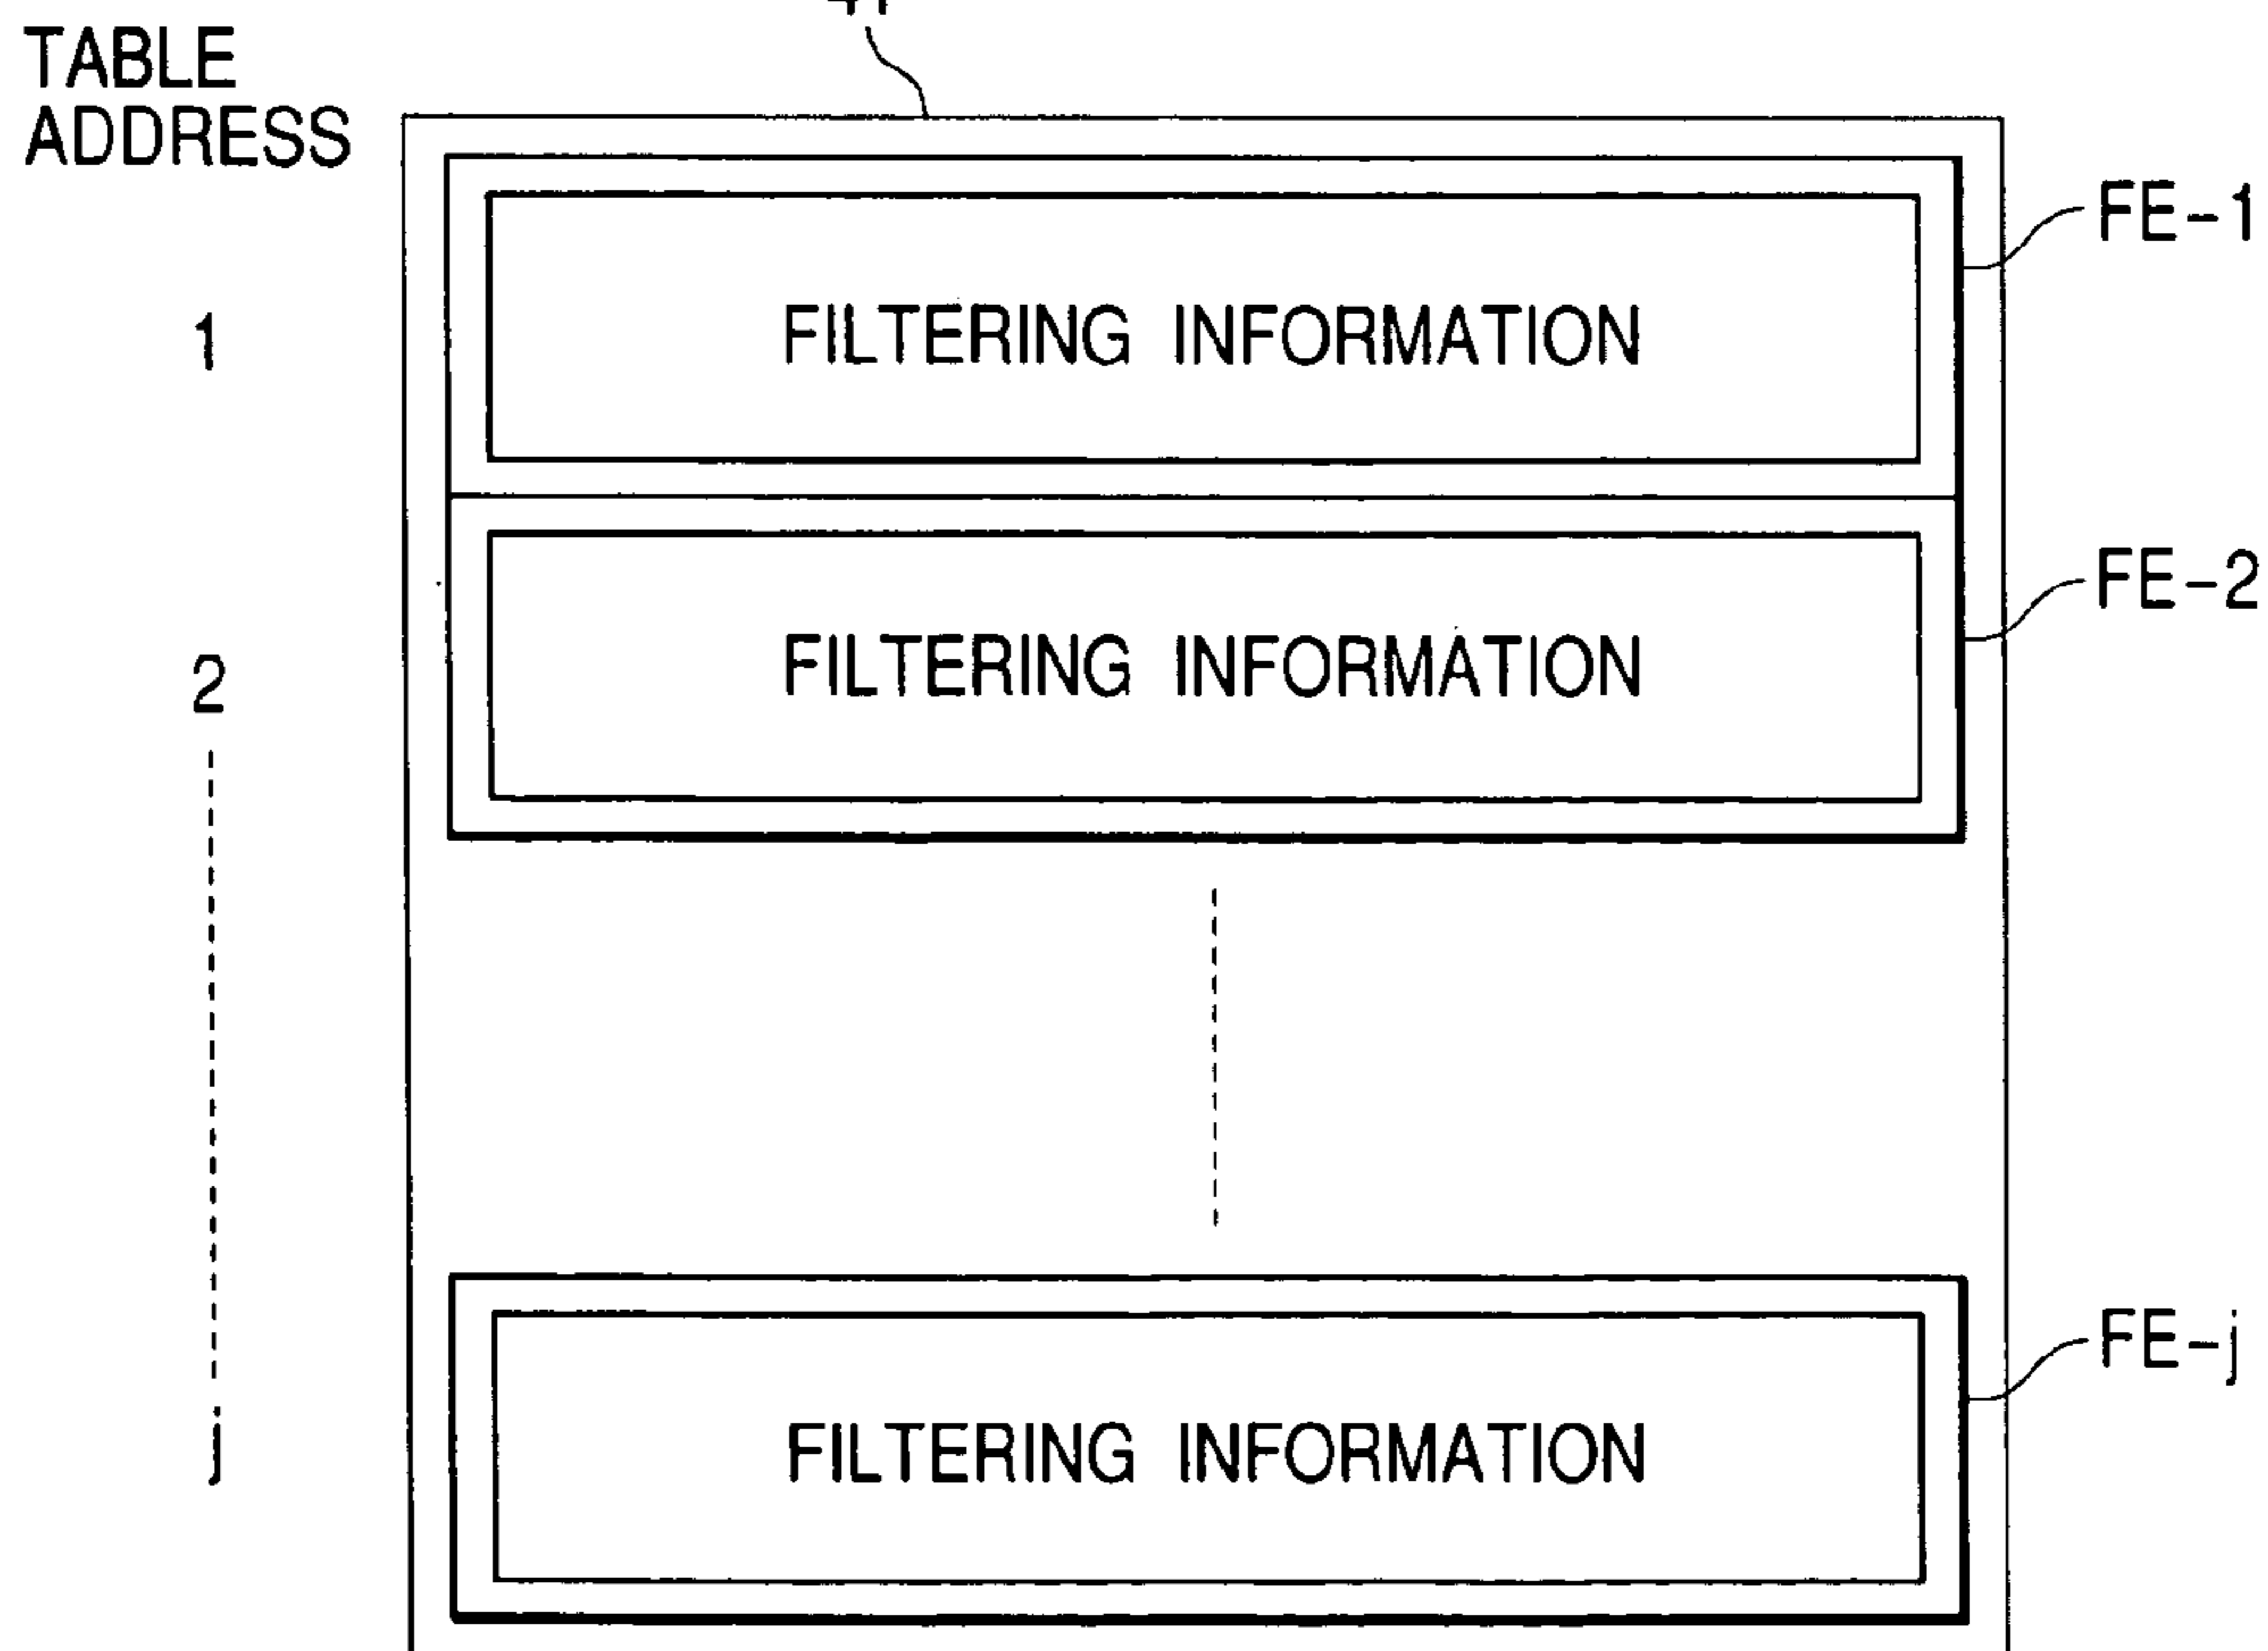 TABLE
ADDRESS
FE-1
1
FILTERING INFORMATION
FE-2
2
FILTERING INFORMATION
FE-j
j
FILTERING INFORMATION